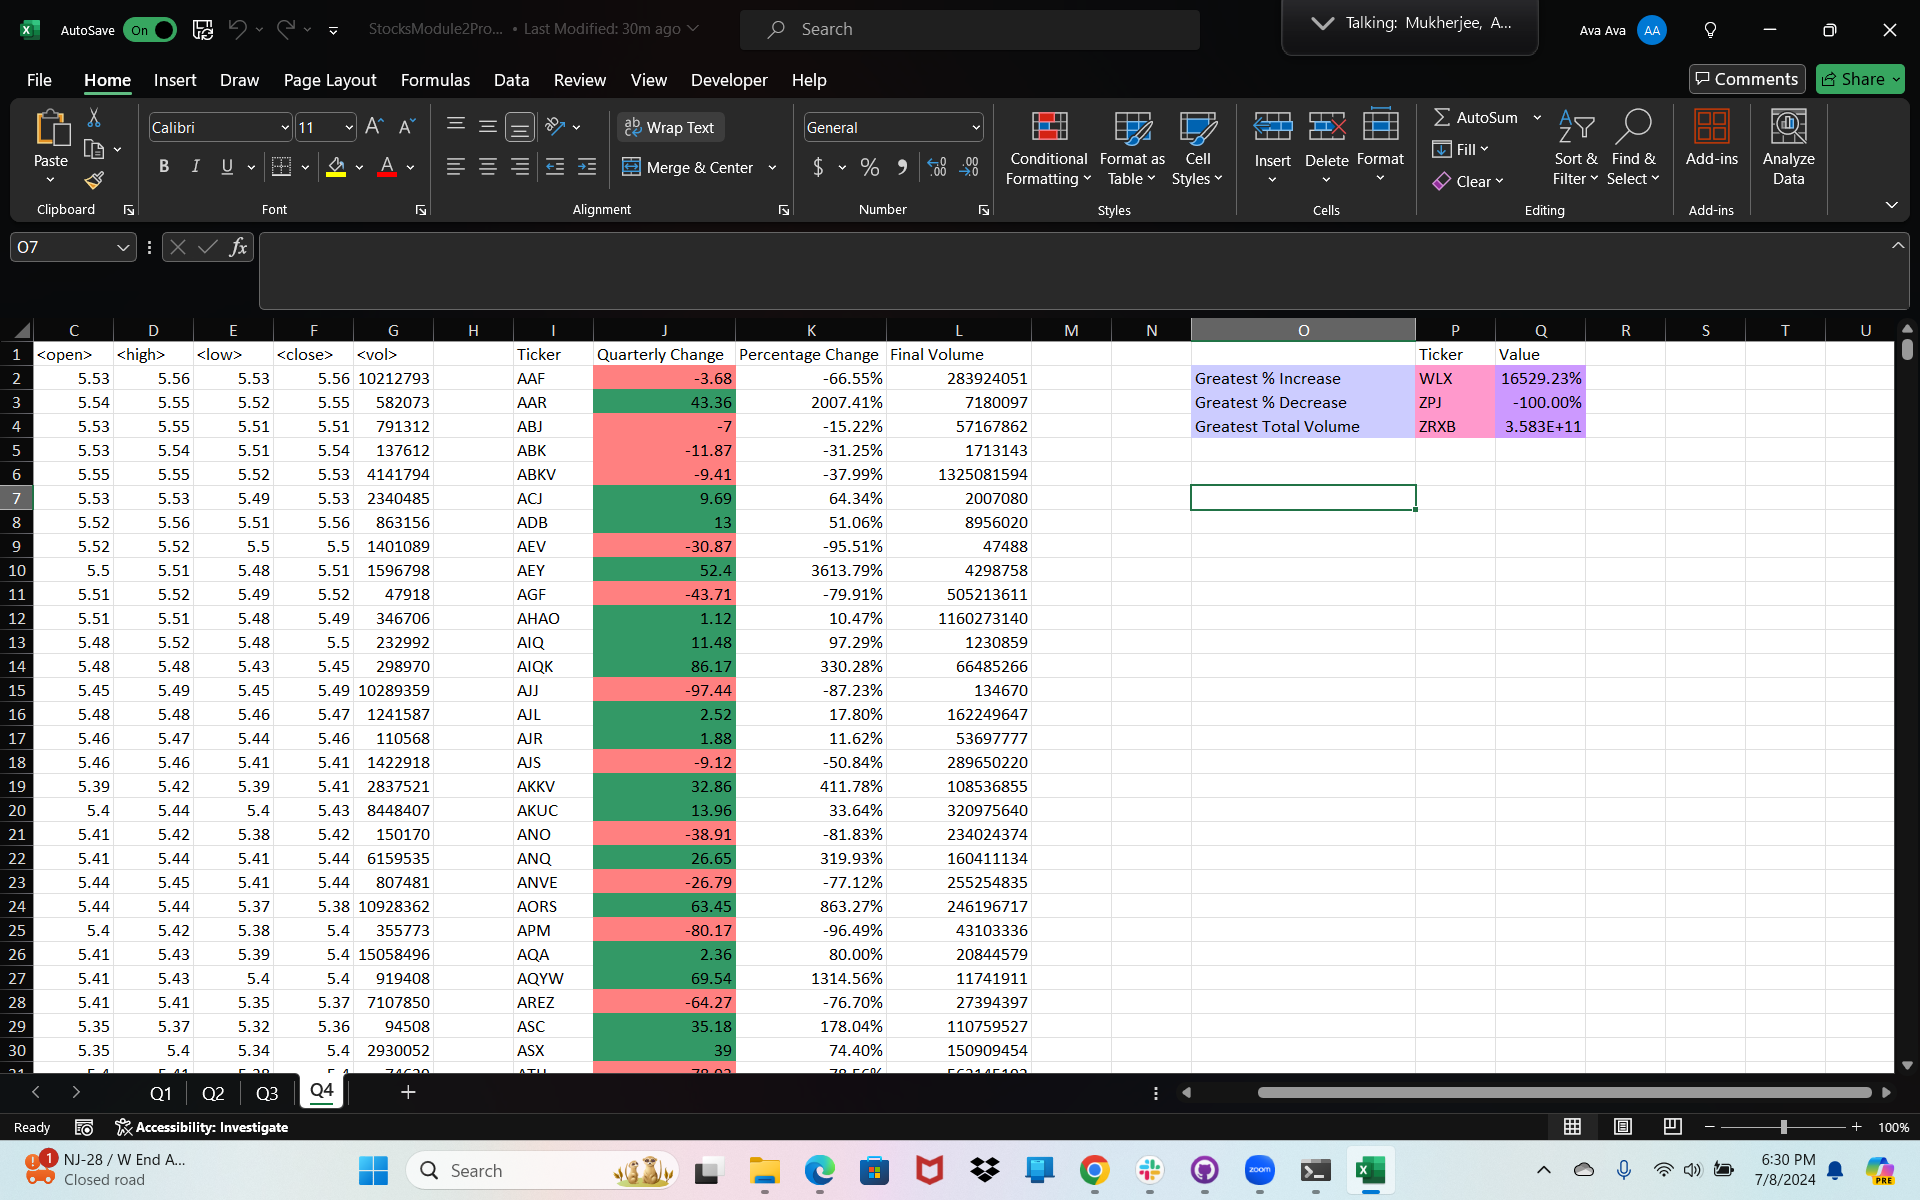 AutoSave On StocksModule2Pro... • Last Modified: 30m ago Search Talking: Mukherjee, A... Ava Ava AA
File Home Insert Draw Page Layout Formulas Data Review View Developer Help Comments Share
Paste Calibri 11 Wrap Text General Conditional Formatting Format as Table Cell Styles Insert Delete Format AutoSum Sort & Filter Find & Select Add-ins Analyze Data
B I U Merge & Center $ % Fill
Clear
Clipboard Font Alignment Number Styles Cells Editing Add-ins
O7 fx
C D E F G H I J K L M N O P Q R S T U
1 <open> <high> <low> <close> <vol> Ticker Quarterly Change Percentage Change Final Volume Ticker Value
2 5.53 5.56 5.53 5.56 10212793 AAF -3.68 -66.55% 283924051 Greatest % Increase WLX 16529.23%
3 5.54 5.55 5.52 5.55 582073 AAR 43.36 2007.41% 7180097 Greatest % Decrease ZPJ -100.00%
4 5.53 5.55 5.51 5.51 791312 ABJ -7 -15.22% 57167862 Greatest Total Volume ZRXB 3.583E+11
5 5.53 5.54 5.51 5.54 137612 ABK -11.87 -31.25% 1713143
6 5.55 5.55 5.52 5.53 4141794 ABKV -9.41 -37.99% 1325081594
7 5.53 5.53 5.49 5.53 2340485 ACJ 9.69 64.34% 2007080
8 5.52 5.56 5.51 5.56 863156 ADB 13 51.06% 8956020
9 5.52 5.52 5.5 5.5 1401089 AEV -30.87 -95.51% 47488
10 5.5 5.51 5.48 5.51 1596798 AEY 52.4 3613.79% 4298758
11 5.51 5.52 5.49 5.52 47918 AGF -43.71 -79.91% 505213611
12 5.51 5.51 5.48 5.49 346706 AHAO 1.12 10.47% 1160273140
13 5.48 5.52 5.48 5.5 232992 AIQ 11.48 97.29% 1230859
14 5.48 5.48 5.43 5.45 298970 AIQK 86.17 330.28% 66485266
15 5.45 5.49 5.45 5.49 10289359 AJJ -97.44 -87.23% 134670
16 5.48 5.48 5.46 5.47 1241587 AJL 2.52 17.80% 162249647
17 5.46 5.47 5.44 5.46 110568 AJR 1.88 11.62% 53697777
18 5.46 5.46 5.41 5.41 1422918 AJS -9.12 -50.84% 289650220
19 5.39 5.42 5.39 5.41 2837521 AKKV 32.86 411.78% 108536855
20 5.4 5.44 5.4 5.43 8448407 AKUC 13.96 33.64% 320975640
21 5.41 5.42 5.38 5.42 150170 ANO -38.91 -81.83% 234024374
22 5.41 5.44 5.41 5.44 6159535 ANQ 26.65 319.93% 160411134
23 5.44 5.45 5.41 5.44 807481 ANVE -26.79 -77.12% 255254835
24 5.44 5.44 5.37 5.38 10928362 AORS 63.45 863.27% 246196717
25 5.4 5.42 5.38 5.4 355773 APM -80.17 -96.49% 43103336
26 5.41 5.43 5.39 5.4 15058496 AQA 2.36 80.00% 20844579
27 5.41 5.43 5.4 5.4 919408 AQYW 69.54 1314.56% 11741911
28 5.41 5.41 5.35 5.37 7107850 AREZ -64.27 -76.70% 27394397
29 5.35 5.37 5.32 5.36 94508 ASC 35.18 178.04% 110759527
30 5.35 5.4 5.34 5.4 2930052 ASX 39 74.40% 150909454
Q1 Q2 Q3 Q4
Ready Accessibility: Investigate 100%
1 NJ-28 / W End A... Search zoom 6:30 PM
Closed road 7/8/2024 PRE